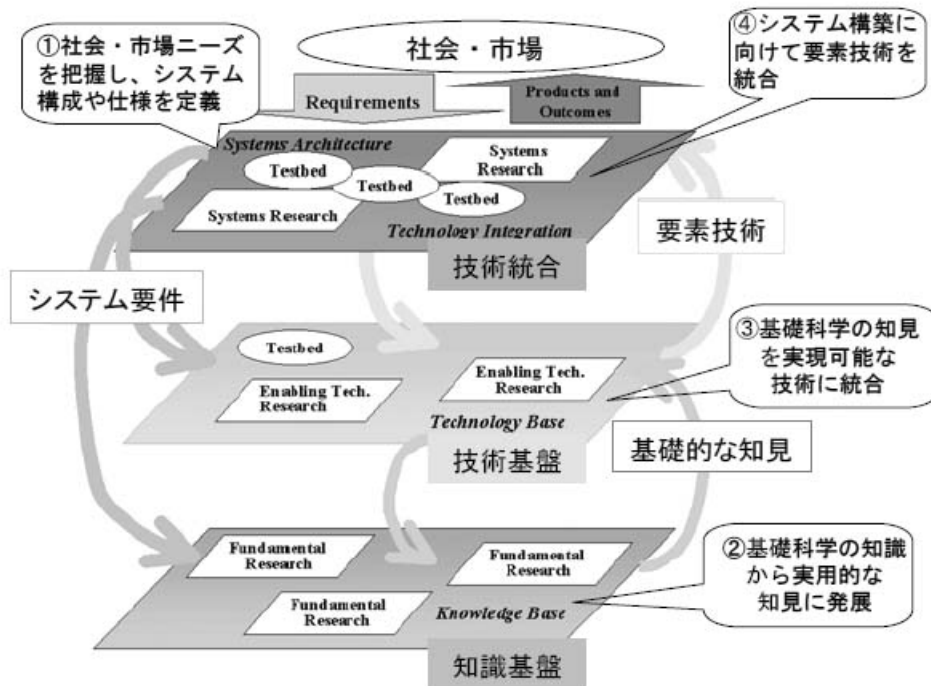 ①社会・市場ニーズ
を把握し、システム
構成や仕様を定義
社会・市場
④システム構築に
向けて要素技術を
統合
Requirements
Products and
Outcomes
Systems Architecture
Systems
Research
Testbed
Testbed
Testbed
Systems Research
Technology Integration
技術統合
要素技術
システム要件
Testbed
Enabling Tech.
Research
Enabling Tech.
Research
Technology Base
技術基盤
③基礎科学の知見
を実現可能な
技術に統合
基礎的な知見
Fundamental
Research
Fundamental
Research
Fundamental
Research
Knowledge Base
知識基盤
②基礎科学の知識
から実用的な
知見に発展